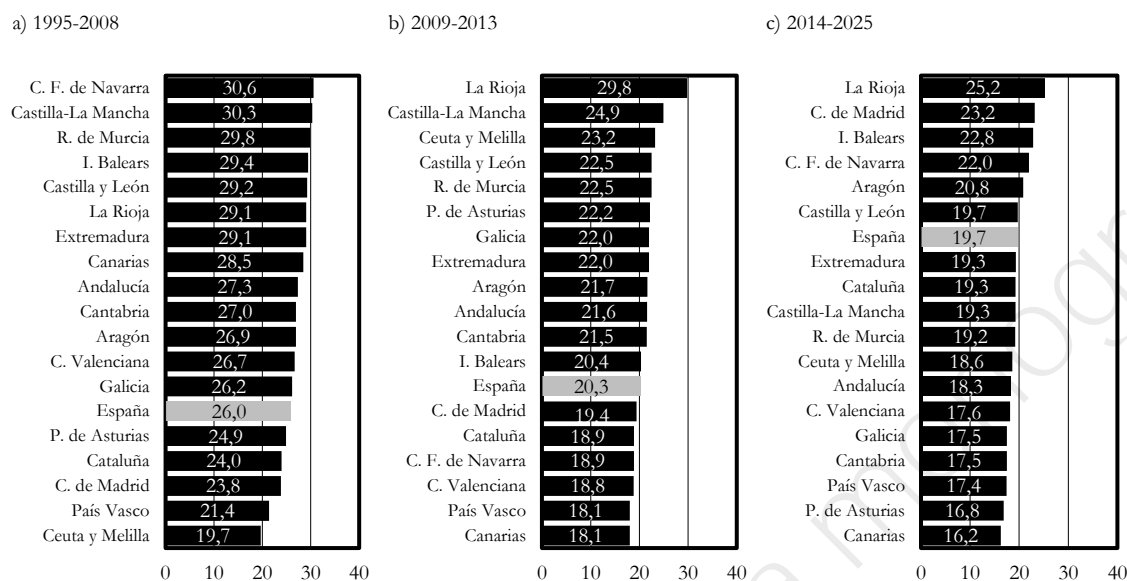 a) 1995-2008
C. F. de Navarra 30,6
Castilla-La Mancha 30,3
R. de Murcia 29,8
I. Balears 29,4
Castilla y León 29,2
La Rioja 29,1
Extremadura 29,1
Canarias 28,5
Andalucía 27,3
Cantabria 27,0
Aragón 26,9
C. Valenciana 26,7
Galicia 26,2
España 26,0
P. de Asturias 24,9
Cataluña 24,0
C. de Madrid 23,8
País Vasco 21,4
Ceuta y Melilla 19,7
0 10 20 30 40
b) 2009-2013
La Rioja 29,8
Castilla-La Mancha 24,9
Ceuta y Melilla 23,2
Castilla y León 22,5
R. de Murcia 22,5
P. de Asturias 22,2
Galicia 22,0
Extremadura 22,0
Aragón 21,7
Andalucía 21,6
Cantabria 21,5
I. Balears 20,4
España 20,3
C. de Madrid 19,4
Cataluña 18,9
C. F. de Navarra 18,9
C. Valenciana 18,8
País Vasco 18,1
Canarias 18,1
0 10 20 30 40
c) 2014-2025
La Rioja 25,2
C. de Madrid 23,2
I. Balears 22,8
C. F. de Navarra 22,0
Aragón 20,8
Castilla y León 19,7
España 19,7
Extremadura 19,3
Cataluña 19,3
Castilla-La Mancha 19,3
R. de Murcia 19,2
Ceuta y Melilla 18,6
Andalucía 18,3
C. Valenciana 17,6
Galicia 17,5
Cantabria 17,5
País Vasco 17,4
P. de Asturias 16,8
Canarias 16,2
0 10 20 30 40